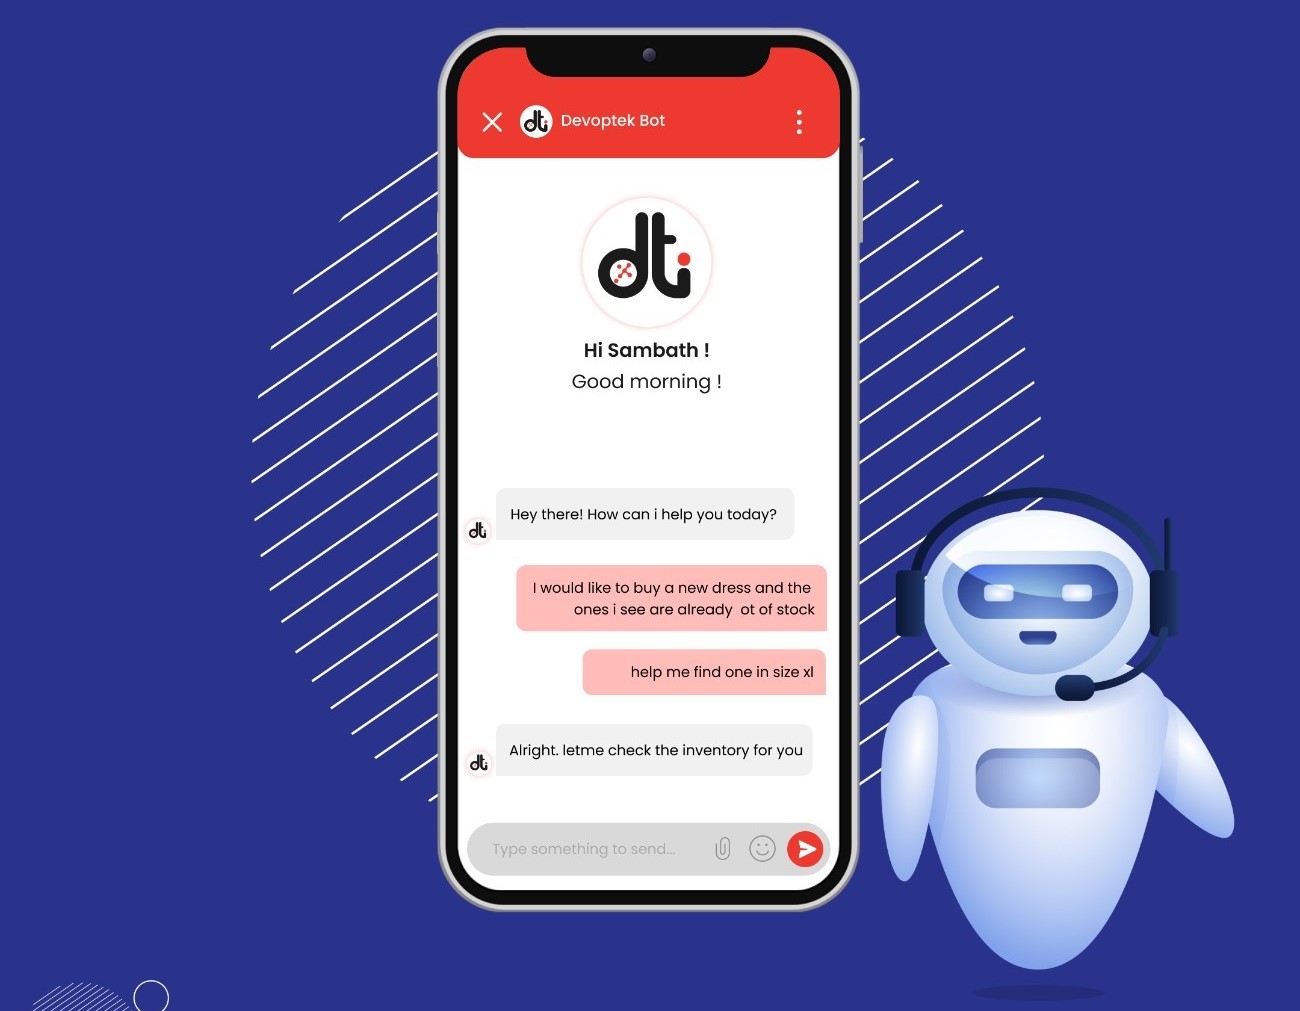 Devoptek Bot
dti
Hi Sambath !
Good morning !
Hey there! How can i help you today?
dti
I would like to buy a new dress and the
ones i see are already  ot of stock
help me find one in size xl
Alright. letme check the inventory for you
dti
Type something to send...